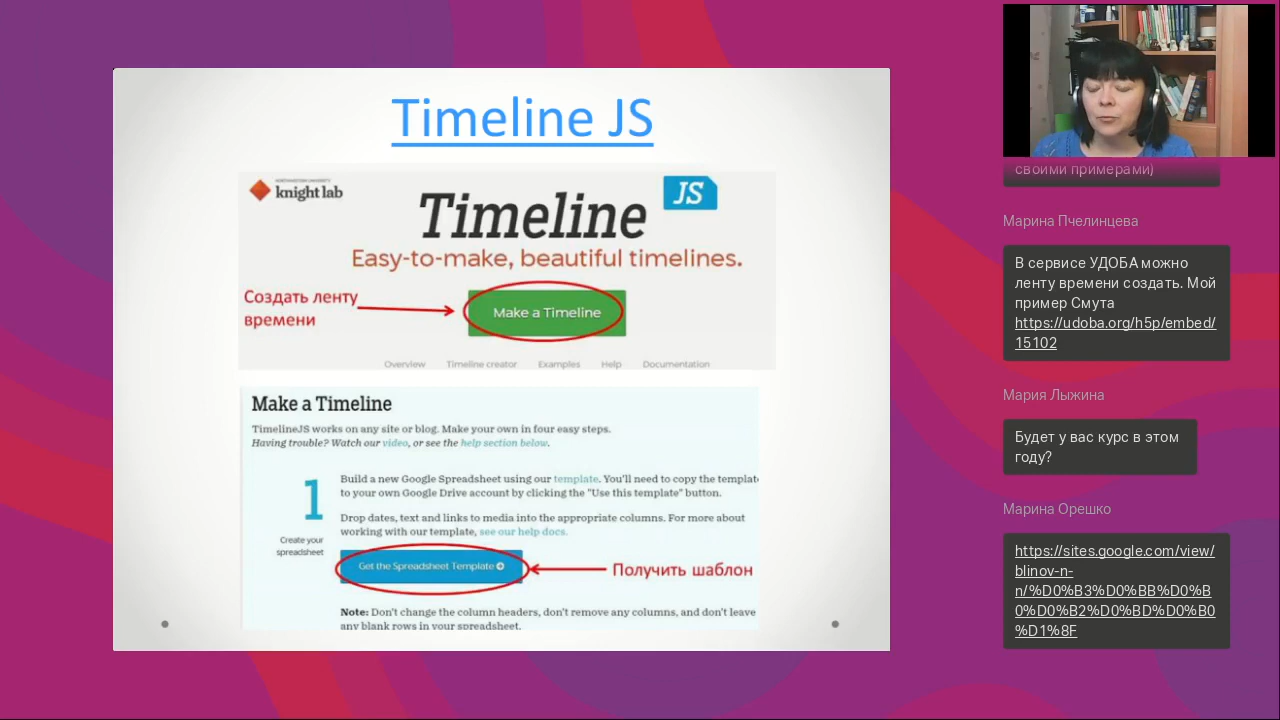 Timeline JS
NORTHWESTERN UNIVERSITY
knight lab
JS
Timeline
Easy-to-make, beautiful timelines.
Создать ленту
времени
Make a Timeline
Overview Timeline creator Examples Help Documentation
Make a Timeline
TimelineJS works on any site or blog. Make your own in four easy steps.
Having trouble? Watch our video, or see the help section below.
1
Create your
spreadsheet
Build a new Google Spreadsheet using our template. You'll need to copy the templat
to your own Google Drive account by clicking the "Use this template" button.
Drop dates, text and links to media into the appropriate columns. For more about
working with our template, see our help docs.
Get the Spreadsheet Template
Получить шаблон
Note: Don't change the column headers, don't remove any columns, and don't leave
any blank rows in your spreadsheet.
своими примерами)
Марина Пчелинцева
В сервисе УДОБА можно
ленту времени создать. Мой
пример Смута
https://udoba.org/h5p/embed/
15102
Мария Лыжина
Будет у вас курс в этом
году?
Марина Орешко
https://sites.google.com/view/
blinov-n-
n/%D0%B3%D0%BB%D0%B
0%D0%B2%D0%BD%D0%B0
%D1%8F